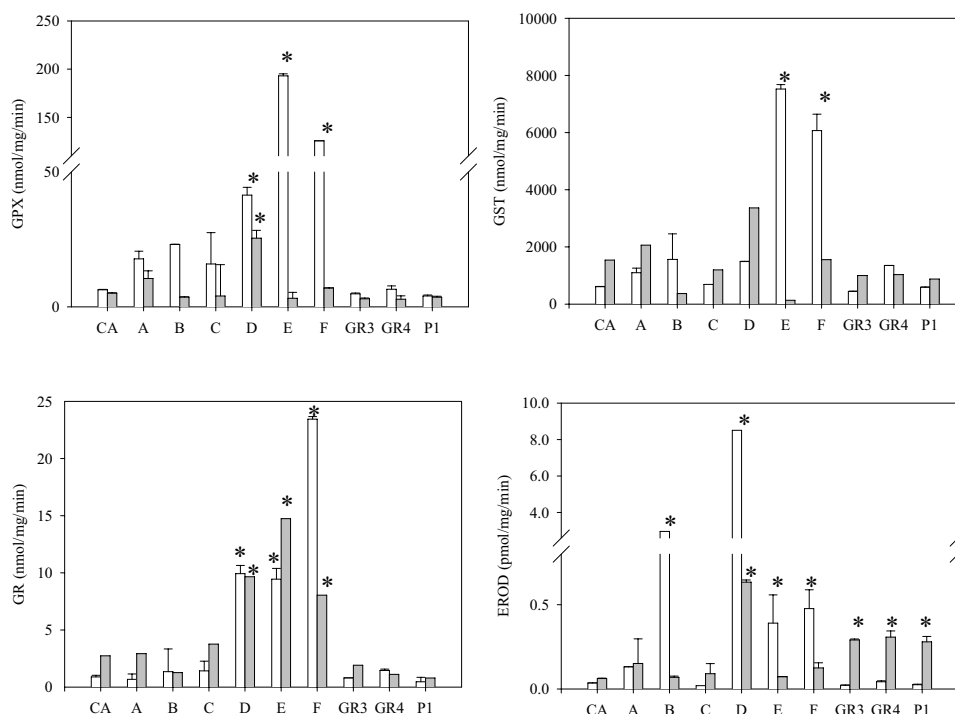 250
200
150
50
0
GPX (nmol/mg/min)
* * * *
CA A B C D E F GR3 GR4 P1
10000
8000
6000
4000
2000
0
GST (nmol/mg/min)
* *
CA A B C D E F GR3 GR4 P1
25
20
15
10
5
0
GR (nmol/mg/min)
* * * * * *
CA A B C D E F GR3 GR4 P1
10.0
8.0
6.0
4.0
0.5
0.0
EROD (pmol/mg/min)
* * * * * * * *
CA A B C D E F GR3 GR4 P1